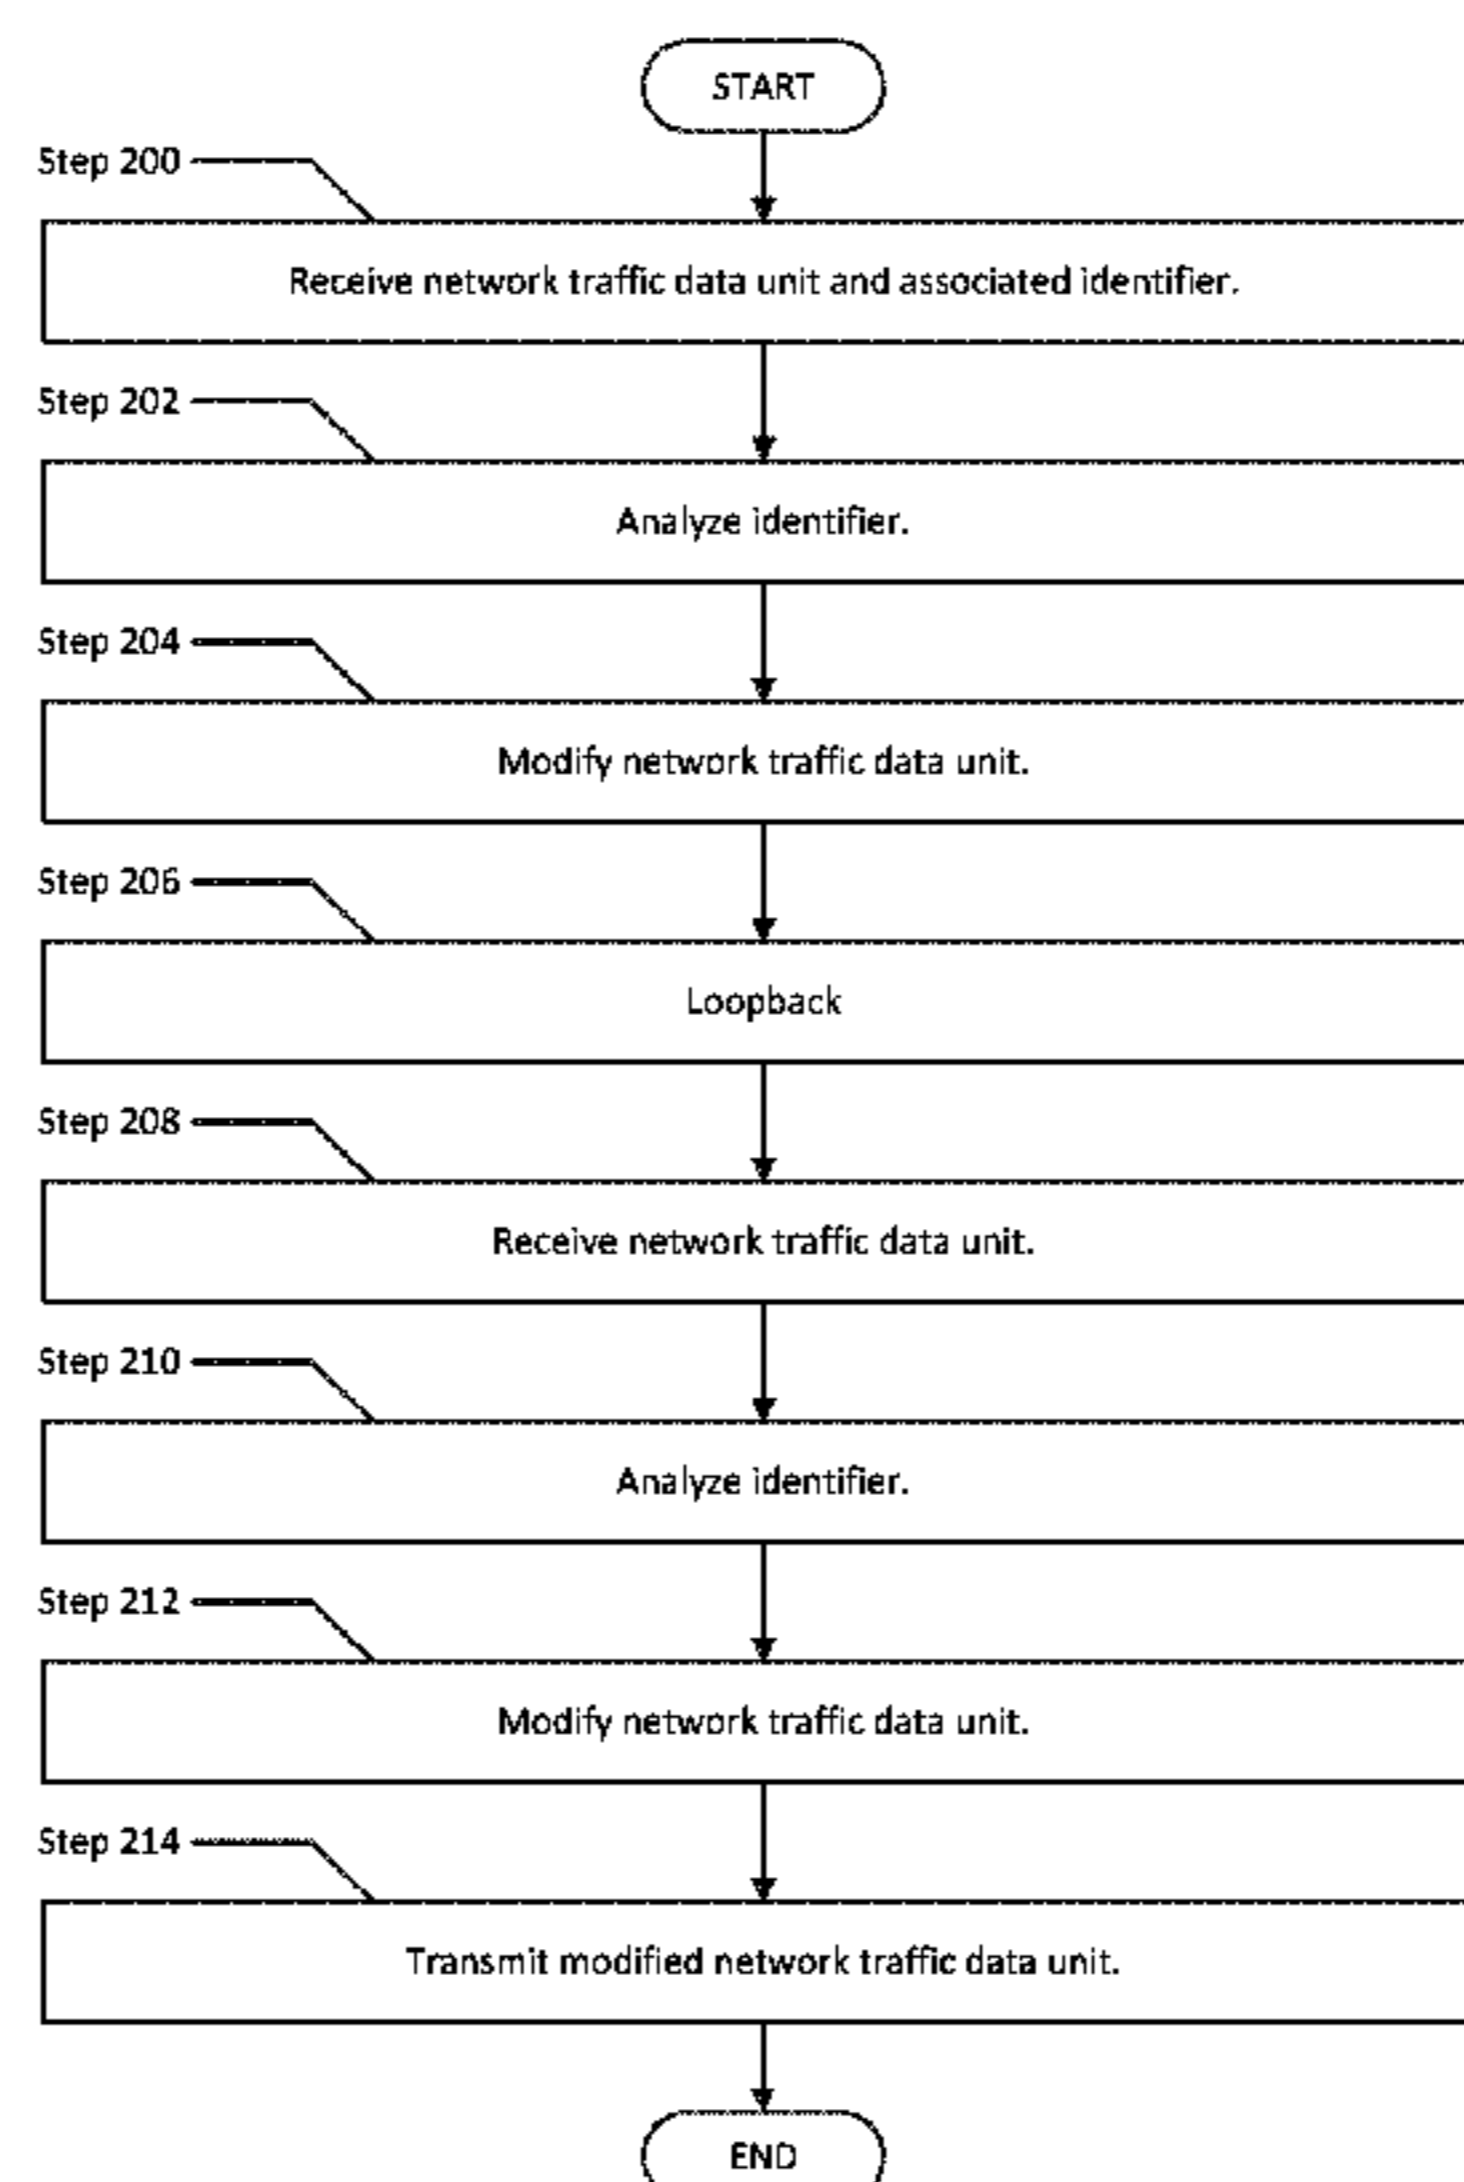 START
Step 200
Receive network traffic data unit and associated identifier.
Step 202
Analyze identifier.
Step 204
Modify network traffic data unit.
Step 206
Loopback
Step 208
Receive network traffic data unit.
Step 210
Analyze identifier.
Step 212
Modify network traffic data unit.
Step 214
Transmit modified network traffic data unit.
END